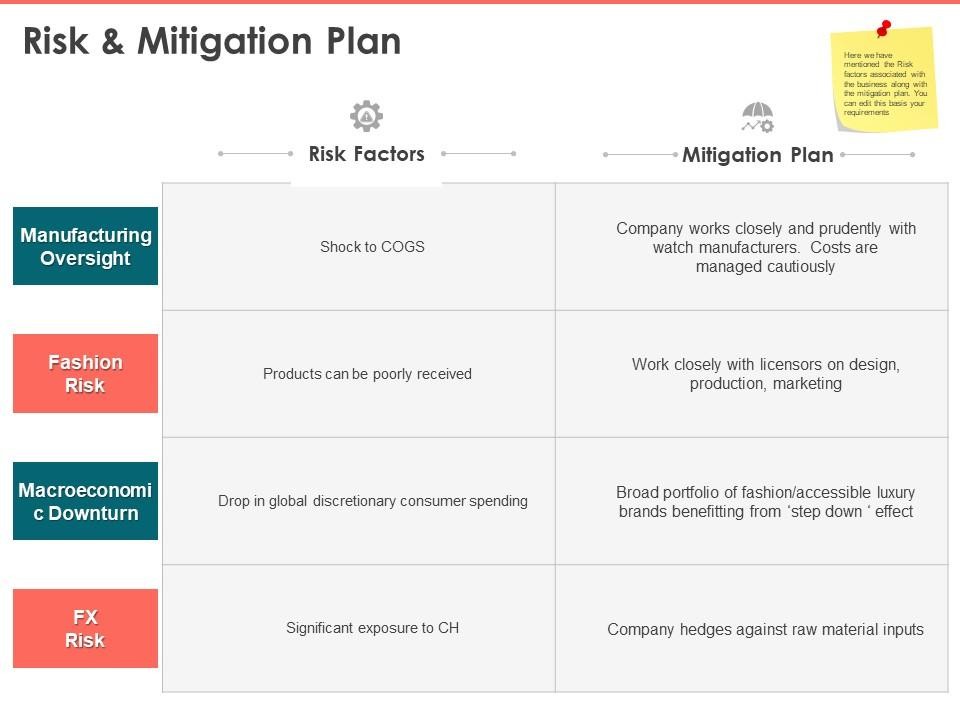 Risk & Mitigation Plan
Here we have
mentioned the Risk
factors associated with
the business along with
the mitigation plan. You
can edit this basis your
requirements
Risk Factors
Mitigation Plan
Manufacturing
Oversight
Shock to COGS
Company works closely and prudently with
watch manufacturers. Costs are
managed cautiously
Fashion
Risk
Products can be poorly received
Work closely with licensors on design,
production, marketing
Macroeconomi
c Downturn
Drop in global discretionary consumer spending
Broad portfolio of fashion/accessible luxury
brands benefitting from ‘step down ‘ effect
FX
Risk
Significant exposure to CH
Company hedges against raw material inputs